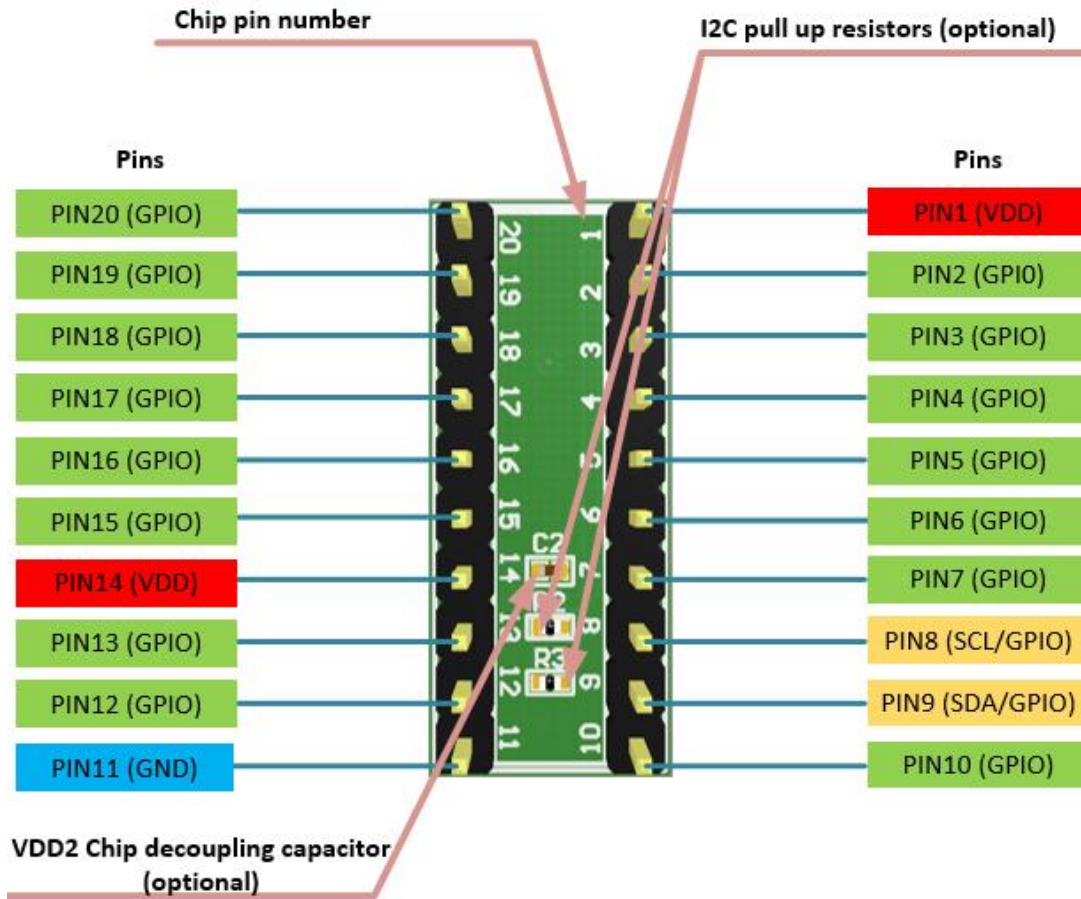 Chip pin number
I2C pull up resistors (optional)
Pins
Pins
PIN20 (GPIO)
PIN19 (GPIO)
PIN18 (GPIO)
PIN17 (GPIO)
PIN16 (GPIO)
PIN15 (GPIO)
PIN14 (VDD)
PIN13 (GPIO)
PIN12 (GPIO)
PIN11 (GND)
20
19
18
17
16
15
14
12
11
C2
R3
1
2
3
4
5
6
7
8
9
10
PIN1 (VDD)
PIN2 (GPI0)
PIN3 (GPIO)
PIN4 (GPIO)
PIN5 (GPIO)
PIN6 (GPIO)
PIN7 (GPIO)
PIN8 (SCL/GPIO)
PIN9 (SDA/GPIO)
PIN10 (GPIO)
VDD2 Chip decoupling capacitor
(optional)